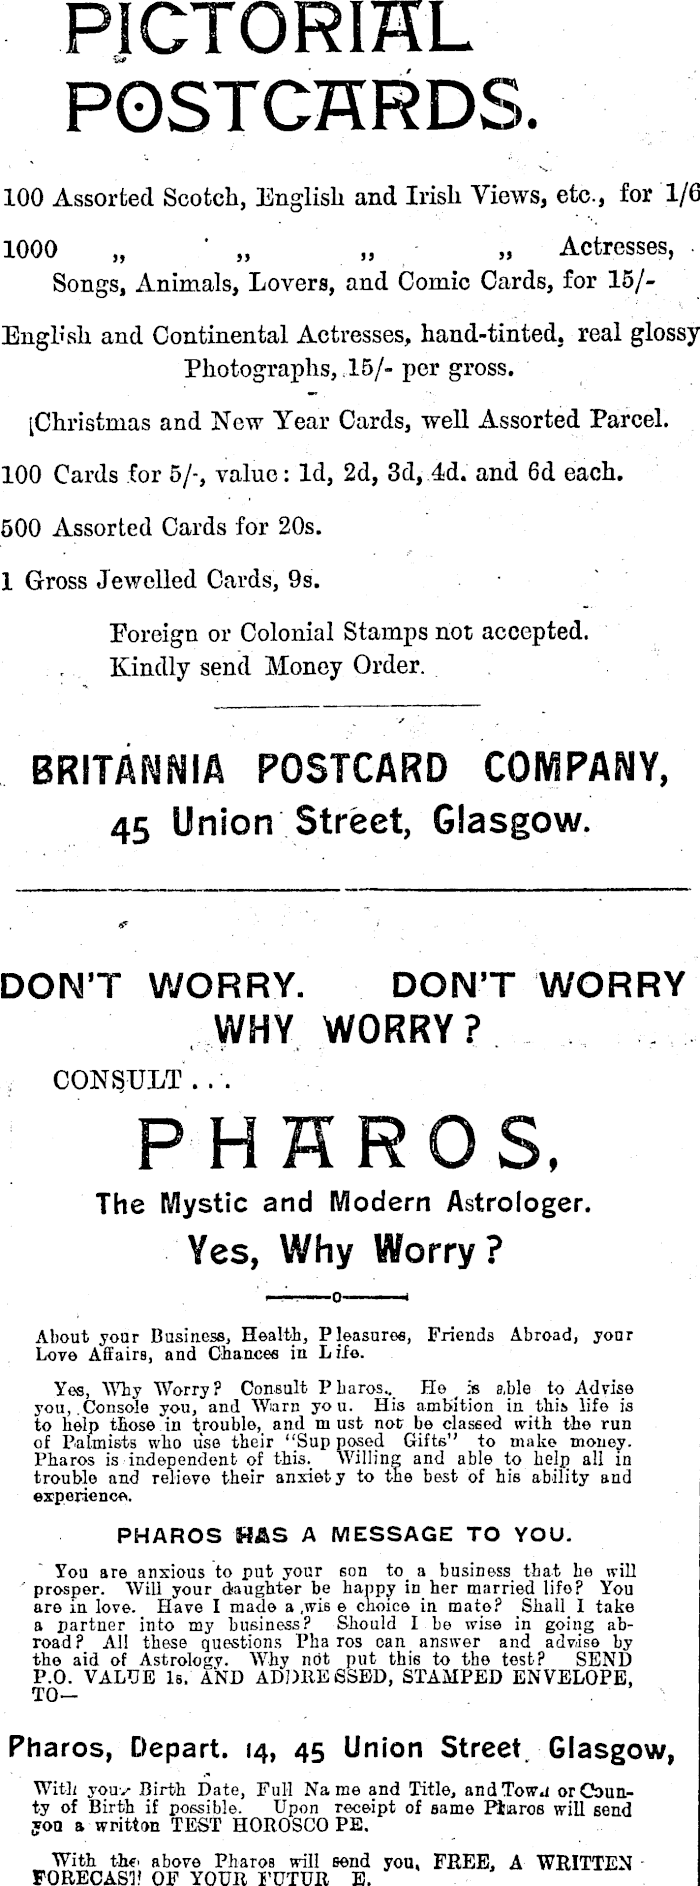 PICTORIAL
POSTCARDS.
100 Assorted Scotch, English and Irish Views, etc., for 1/6
1000 „ „ „ „ Actresses,
Songs, Animals, Lovers, and Comic Cards, for 15/-
English and Continental Actresses, hand-tinted, real glossy
Photographs, 15/- per gross.
Christmas and New Year Cards, well Assorted Parcel.
100 Cards for 5/-, value: 1d, 2d, 3d, 4d. and 6d each.
500 Assorted Cards for 20s.
1 Gross Jewelled Cards, 9s.
Foreign or Colonial Stamps not accepted.
Kindly send Money Order.
BRITANNIA POSTCARD COMPANY,
45 Union Street, Glasgow.
DON'T WORRY. DON'T WORRY
WHY WORRY?
CONSULT...
PHAROS,
The Mystic and Modern Astrologer.
Yes, Why Worry?
About your Business, Health, Pleasures, Friends Abroad, your
Love Affairs, and Chances in Life.
Yes, Why Worry? Consult Pharos. He is able to Advise
you, Console you, and Warn you. His ambition in this life is
to help those in trouble, and must not be classed with the run
of Palmists who use their "Supposed Gifts" to make money.
Pharos is independent of this. Willing and able to help all in
trouble and relieve their anxiety to the best of his ability and
experience.
PHAROS HAS A MESSAGE TO YOU.
You are anxious to put your son to a business that he will
prosper. Will your daughter be happy in her married life? You
are in love. Have I made a wise choice in mate? Shall I take
a partner into my business? Should I be wise in going ab-
road? All these questions Pharos can answer and advise by
the aid of Astrology. Why not put this to the test? SEND
P.O. VALUE 1s. AND ADDRESSED, STAMPED ENVELOPE,
TO—
Pharos, Depart. 14, 45 Union Street, Glasgow,
With your Birth Date, Full Name and Title, and Town or Coun-
ty of Birth if possible. Upon receipt of same Pharos will send
you a written TEST HOROSCOPE.
With the above Pharos will send you, FREE, A WRITTEN
FORECAST OF YOUR FUTURE.